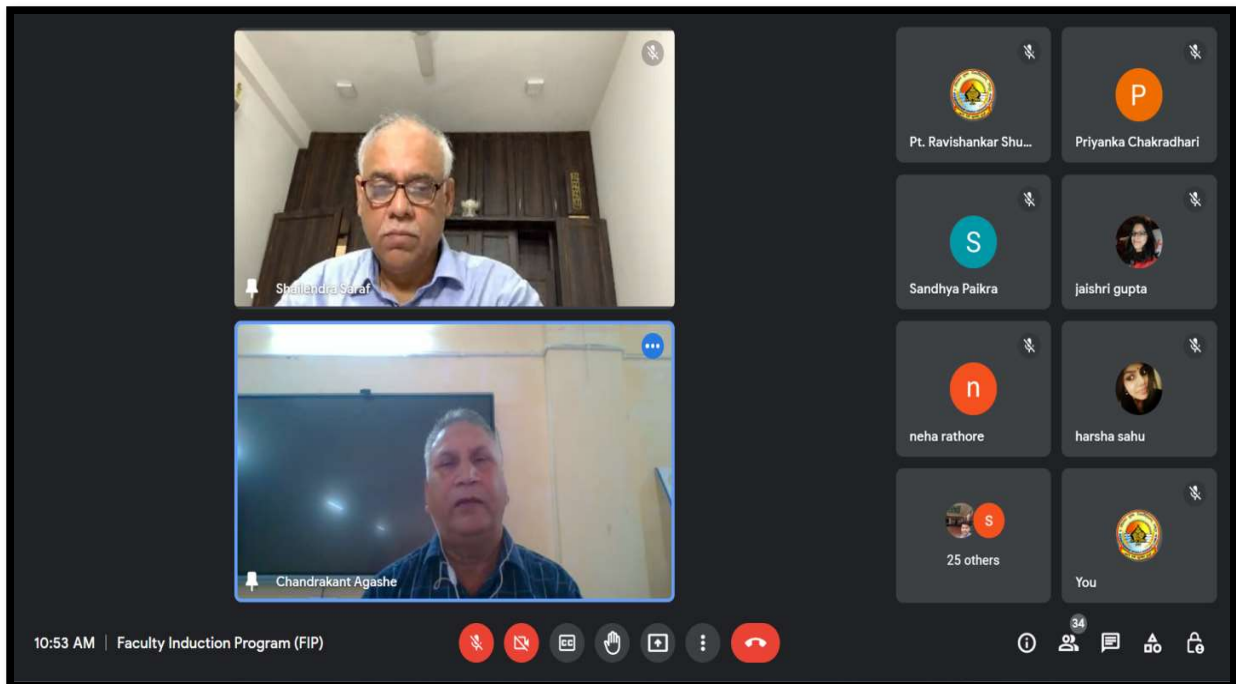 Shailendra Saraf
Chandrakant Agashe
Pt. Ravishankar Shu...
P
Priyanka Chakradhari
S
Sandhya Paikra
jaishri gupta
n
neha rathore
harsha sahu
s
25 others
You
10:53 AM | Faculty Induction Program (FIP)
CC
34